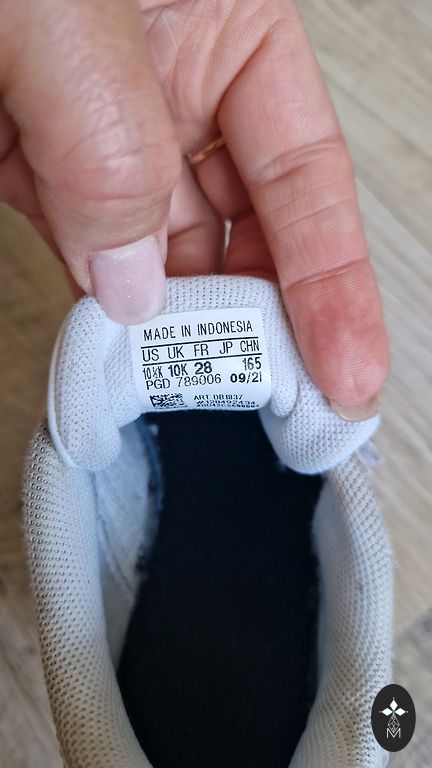 MADE IN INDONESIA
US UK FR JP CHN
10½K 10K 28 165
PGD 789006 09/21
ART DB1837